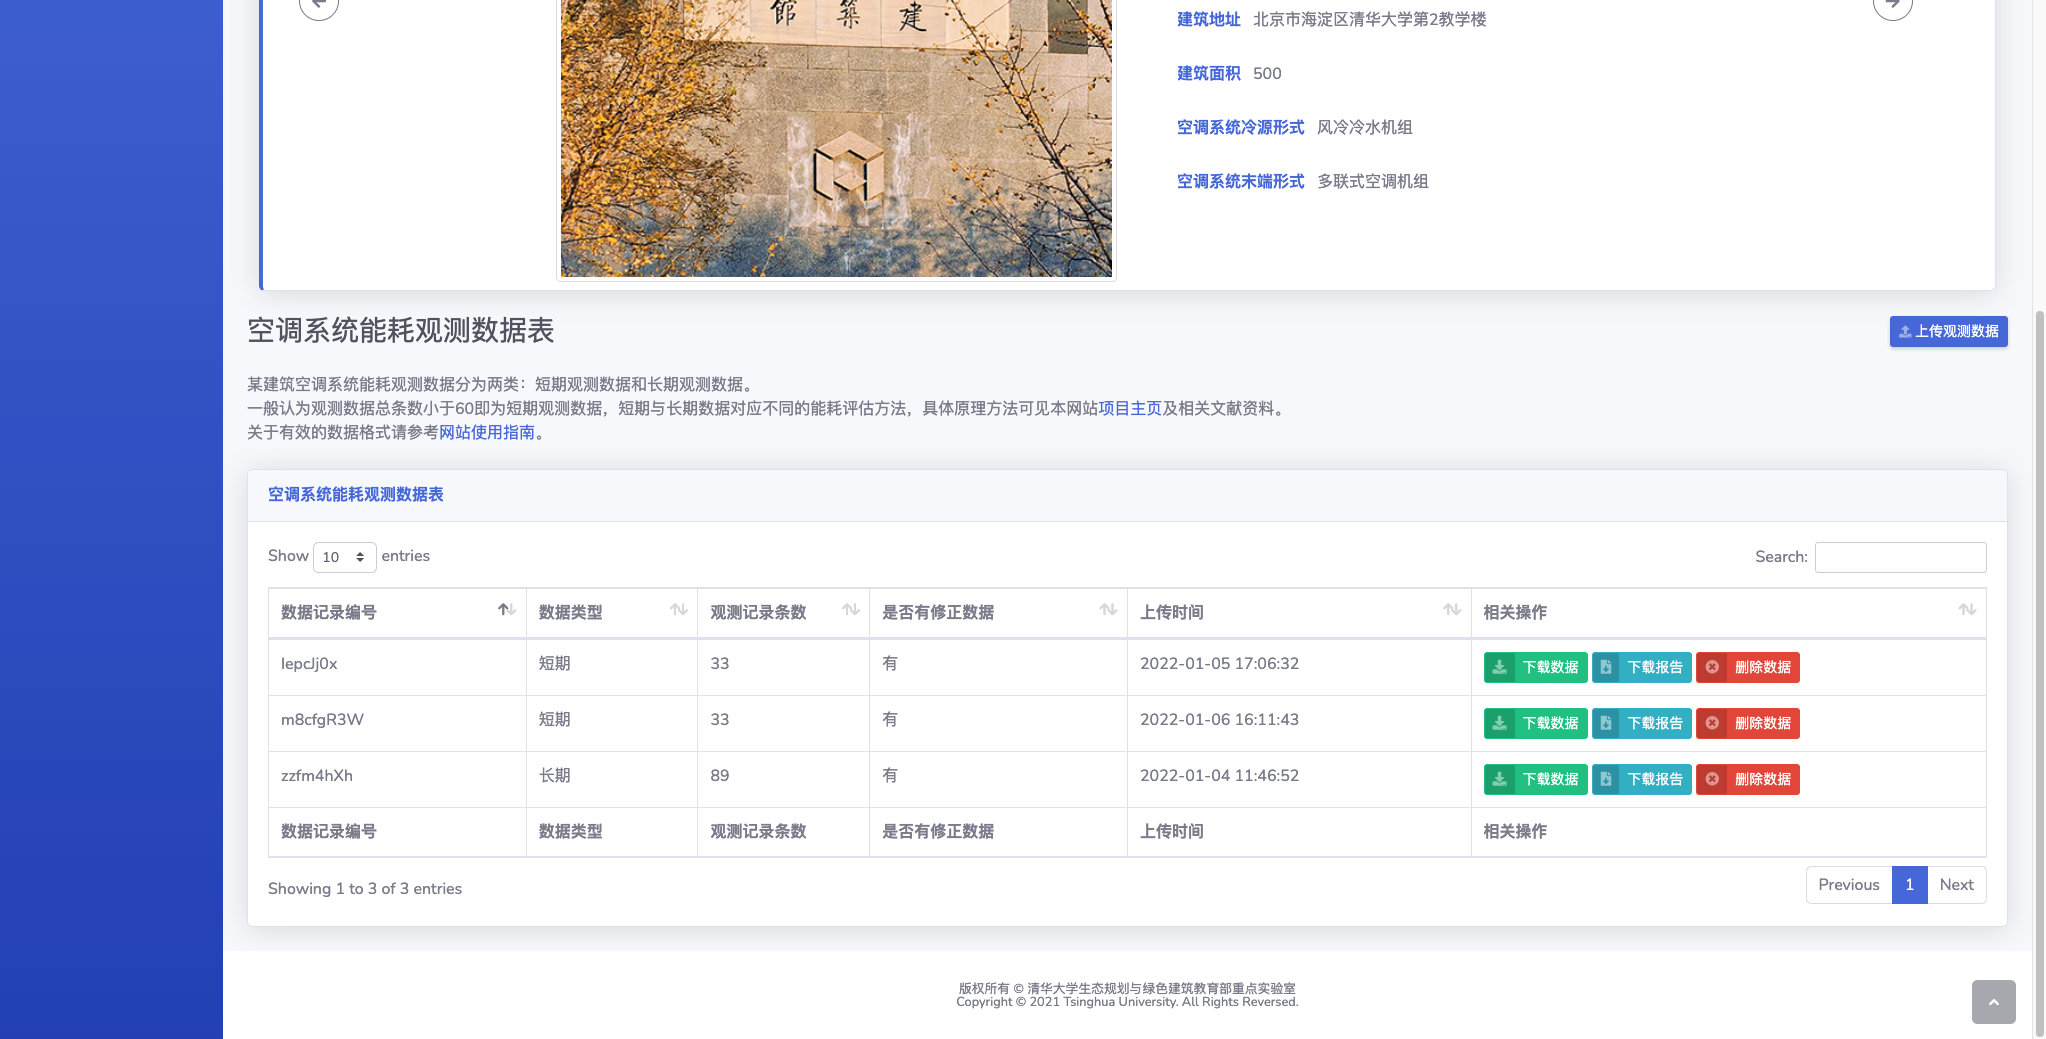 館 築 建
建筑地址 北京市海淀区清华大学第2教学楼
建筑面积 500
空调系统冷源形式 风冷冷水机组
空调系统末端形式 多联式空调机组
空调系统能耗观测数据表
上传观测数据
某建筑空调系统能耗观测数据分为两类：短期观测数据和长期观测数据。
一般认为观测数据总条数小于60即为短期观测数据，短期与长期数据对应不同的能耗评估方法，具体原理方法可见本网站项目主页及相关文献资料。
关于有效的数据格式请参考网站使用指南。
空调系统能耗观测数据表
Show 10 entries
Search:
数据记录编号 数据类型 观测记录条数 是否有修正数据 上传时间 相关操作
IepcJj0x 短期 33 有 2022-01-05 17:06:32 下载数据 下载报告 删除数据
m8cfgR3W 短期 33 有 2022-01-06 16:11:43 下载数据 下载报告 删除数据
zzfm4hXh 长期 89 有 2022-01-04 11:46:52 下载数据 下载报告 删除数据
数据记录编号 数据类型 观测记录条数 是否有修正数据 上传时间 相关操作
Showing 1 to 3 of 3 entries
Previous 1 Next
版权所有 © 清华大学生态规划与绿色建筑教育部重点实验室
Copyright © 2021 Tsinghua University. All Rights Reversed.